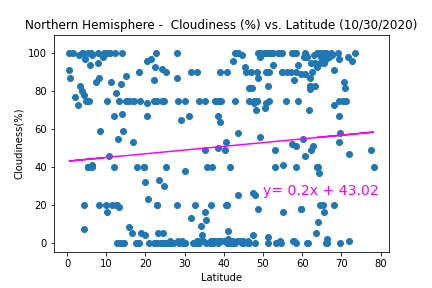 Northern Hemisphere -  Cloudiness (%) vs. Latitude (10/30/2020)
100
80
60
40
20
0
Cloudiness(%)
y= 0.2x + 43.02
0 10 20 30 40 50 60 70 80
Latitude